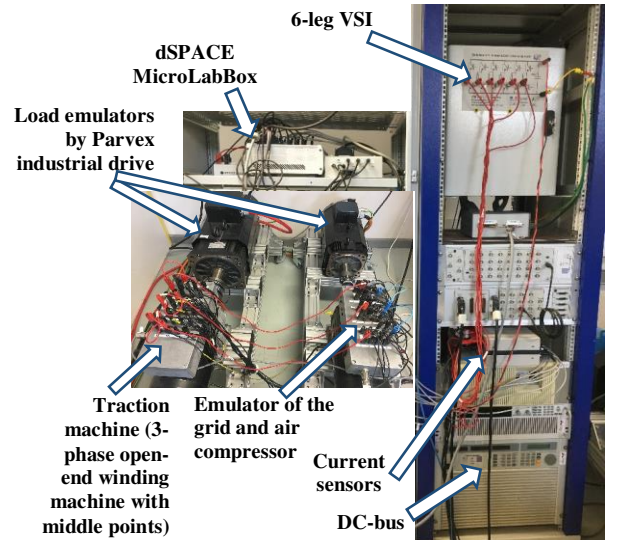 6-leg VSI
dSPACE
MicroLabBox
Load emulators
by Parvex
industrial drive
Traction
machine (3-
phase open-
end winding
machine with
middle points)
Emulator of the
grid and air
compressor
Current
sensors
DC-bus